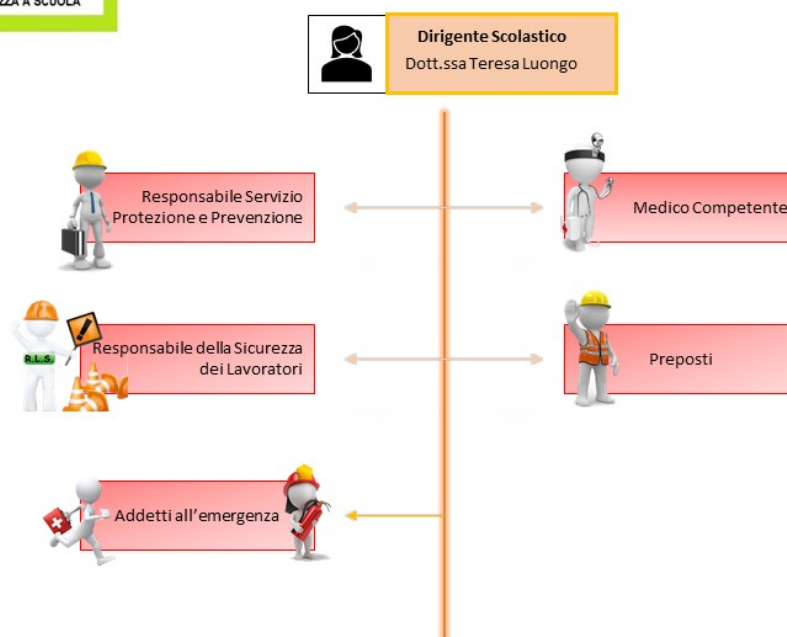 A SCUOLA
Dirigente Scolastico
Dott.ssa Teresa Luongo
Responsabile Servizio
Protezione e Prevenzione
Medico Competente
R.L.S.
Responsabile della Sicurezza
dei Lavoratori
Preposti
Addetti all'emergenza